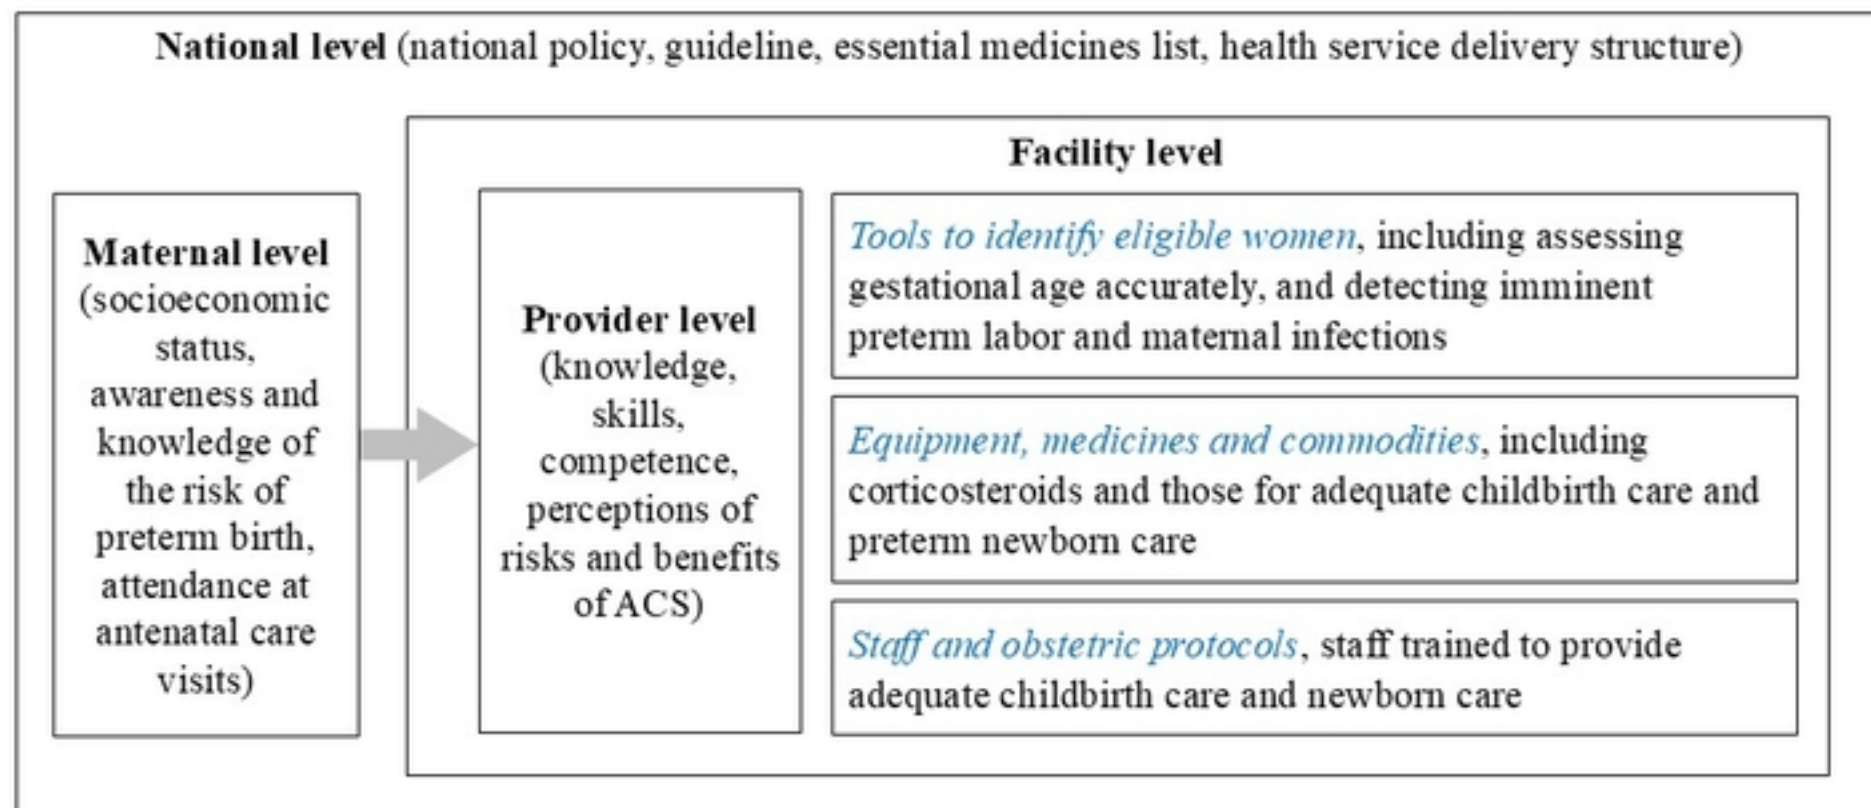 National level (national policy, guideline, essential medicines list, health service delivery structure)
Maternal level
(socioeconomic
status,
awareness and
knowledge of
the risk of
preterm birth,
attendance at
antenatal care
visits)
Facility level
Provider level
(knowledge,
skills,
competence,
perceptions of
risks and benefits
of ACS)
Tools to identify eligible women, including assessing
gestational age accurately, and detecting imminent
preterm labor and maternal infections
Equipment, medicines and commodities, including
corticosteroids and those for adequate childbirth care and
preterm newborn care
Staff and obstetric protocols, staff trained to provide
adequate childbirth care and newborn care